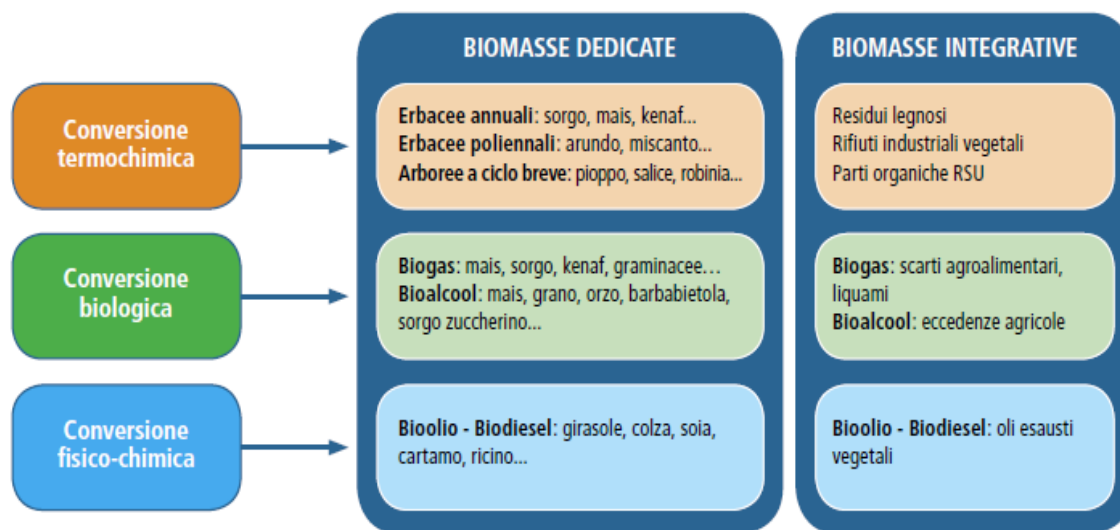 BIOMASSE DEDICATE
BIOMASSE INTEGRATIVE
Conversione
termochimica
Erbacee annuali: sorgo, mais, kenaf...
Erbacee poliennali: arundo, miscanto...
Arboree a ciclo breve: pioppo, salice, robinia...
Residui legnosi
Rifiuti industriali vegetali
Parti organiche RSU
Conversione
biologica
Biogas: mais, sorgo, kenaf, graminacee...
Bioalcool: mais, grano, orzo, barbabietola,
sorgo zuccherino...
Biogas: scarti agroalimentari,
liquami
Bioalcool: eccedenze agricole
Conversione
fisico-chimica
Bioolio - Biodiesel: girasole, colza, soia,
cartamo, ricino...
Bioolio - Biodiesel: oli esausti
vegetali